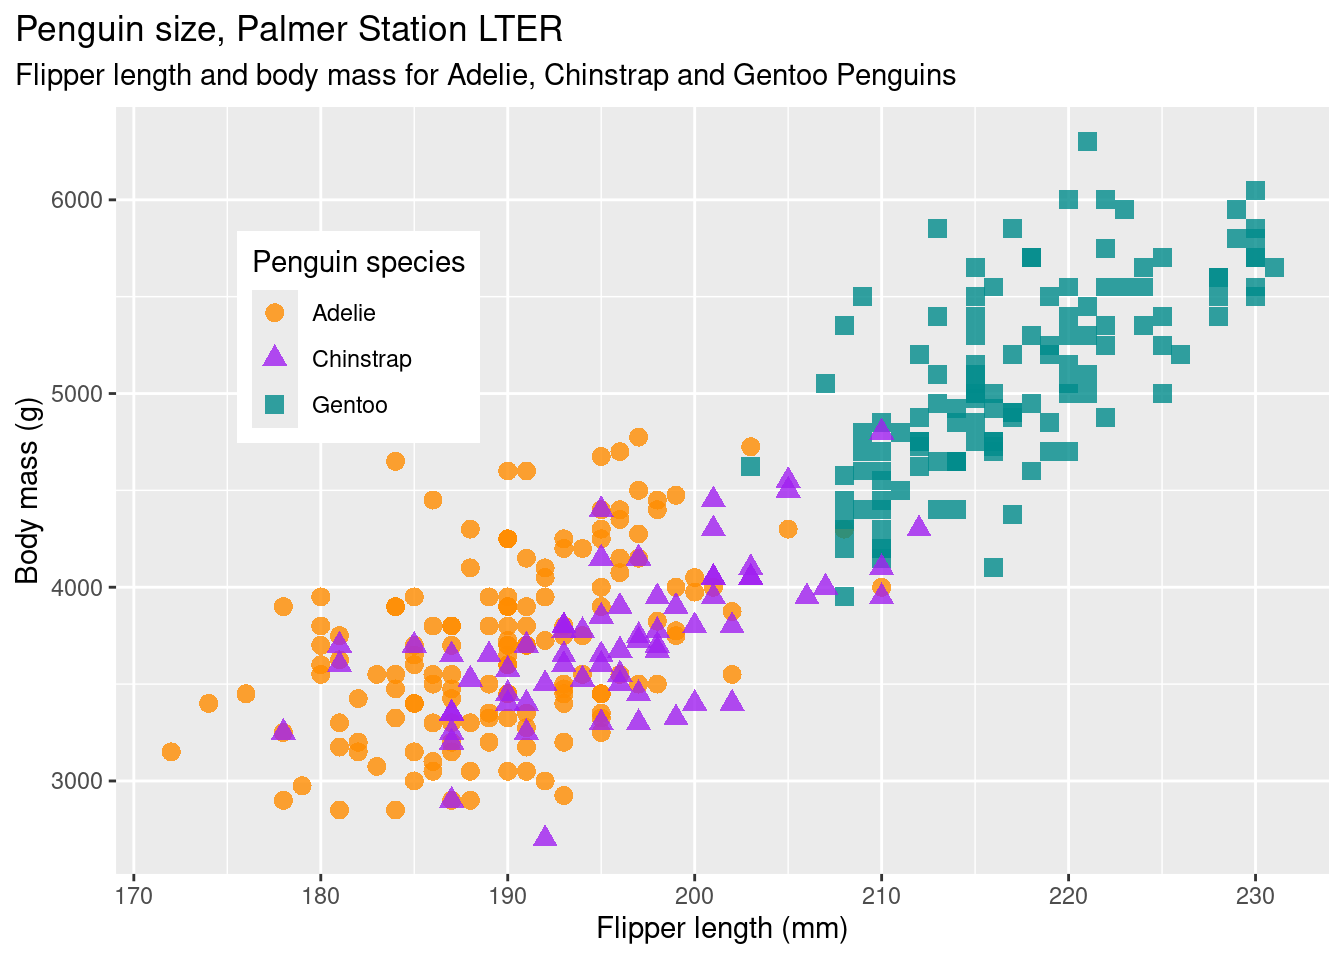 Penguin size, Palmer Station LTER
Flipper length and body mass for Adelie, Chinstrap and Gentoo Penguins
Body mass (g)
6000
5000
4000
3000
Penguin species
Adelie
Chinstrap
Gentoo
170 180 190 200 210 220 230
Flipper length (mm)